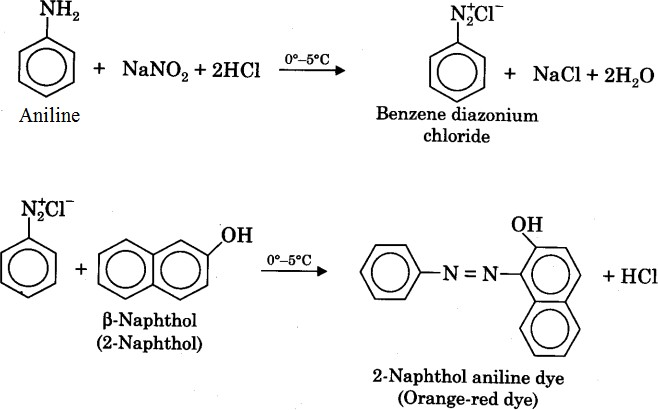 NH₂
N₂⁺Cl⁻
+ NaNO₂ + 2HCl 0°–5°C + NaCl + 2H₂O
Aniline
Benzene diazonium
chloride
N₂⁺Cl⁻
OH
OH
+ 0°–5°C N = N + HCl
β-Naphthol
(2-Naphthol)
2-Naphthol aniline dye
(Orange-red dye)